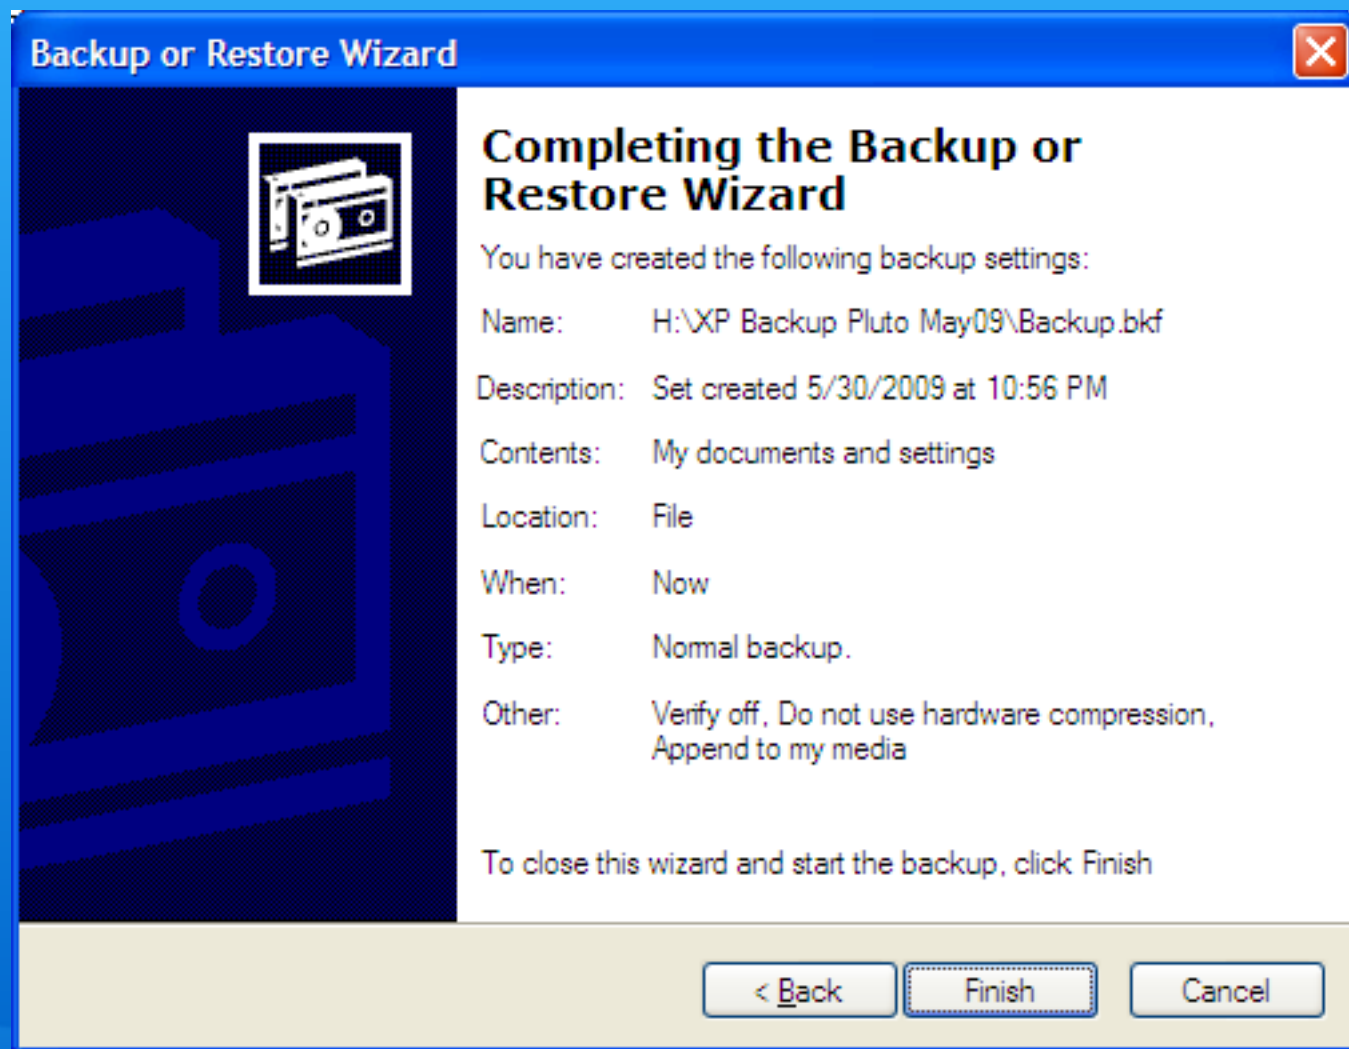 Backup or Restore Wizard
Completing the Backup or
Restore Wizard
You have created the following backup settings:
Name: H:\XP Backup Pluto May09\Backup.bkf
Description: Set created 5/30/2009 at 10:56 PM
Contents: My documents and settings
Location: File
When: Now
Type: Normal backup.
Other: Verify off, Do not use hardware compression,
Append to my media
To close this wizard and start the backup, click Finish
< Back Finish Cancel